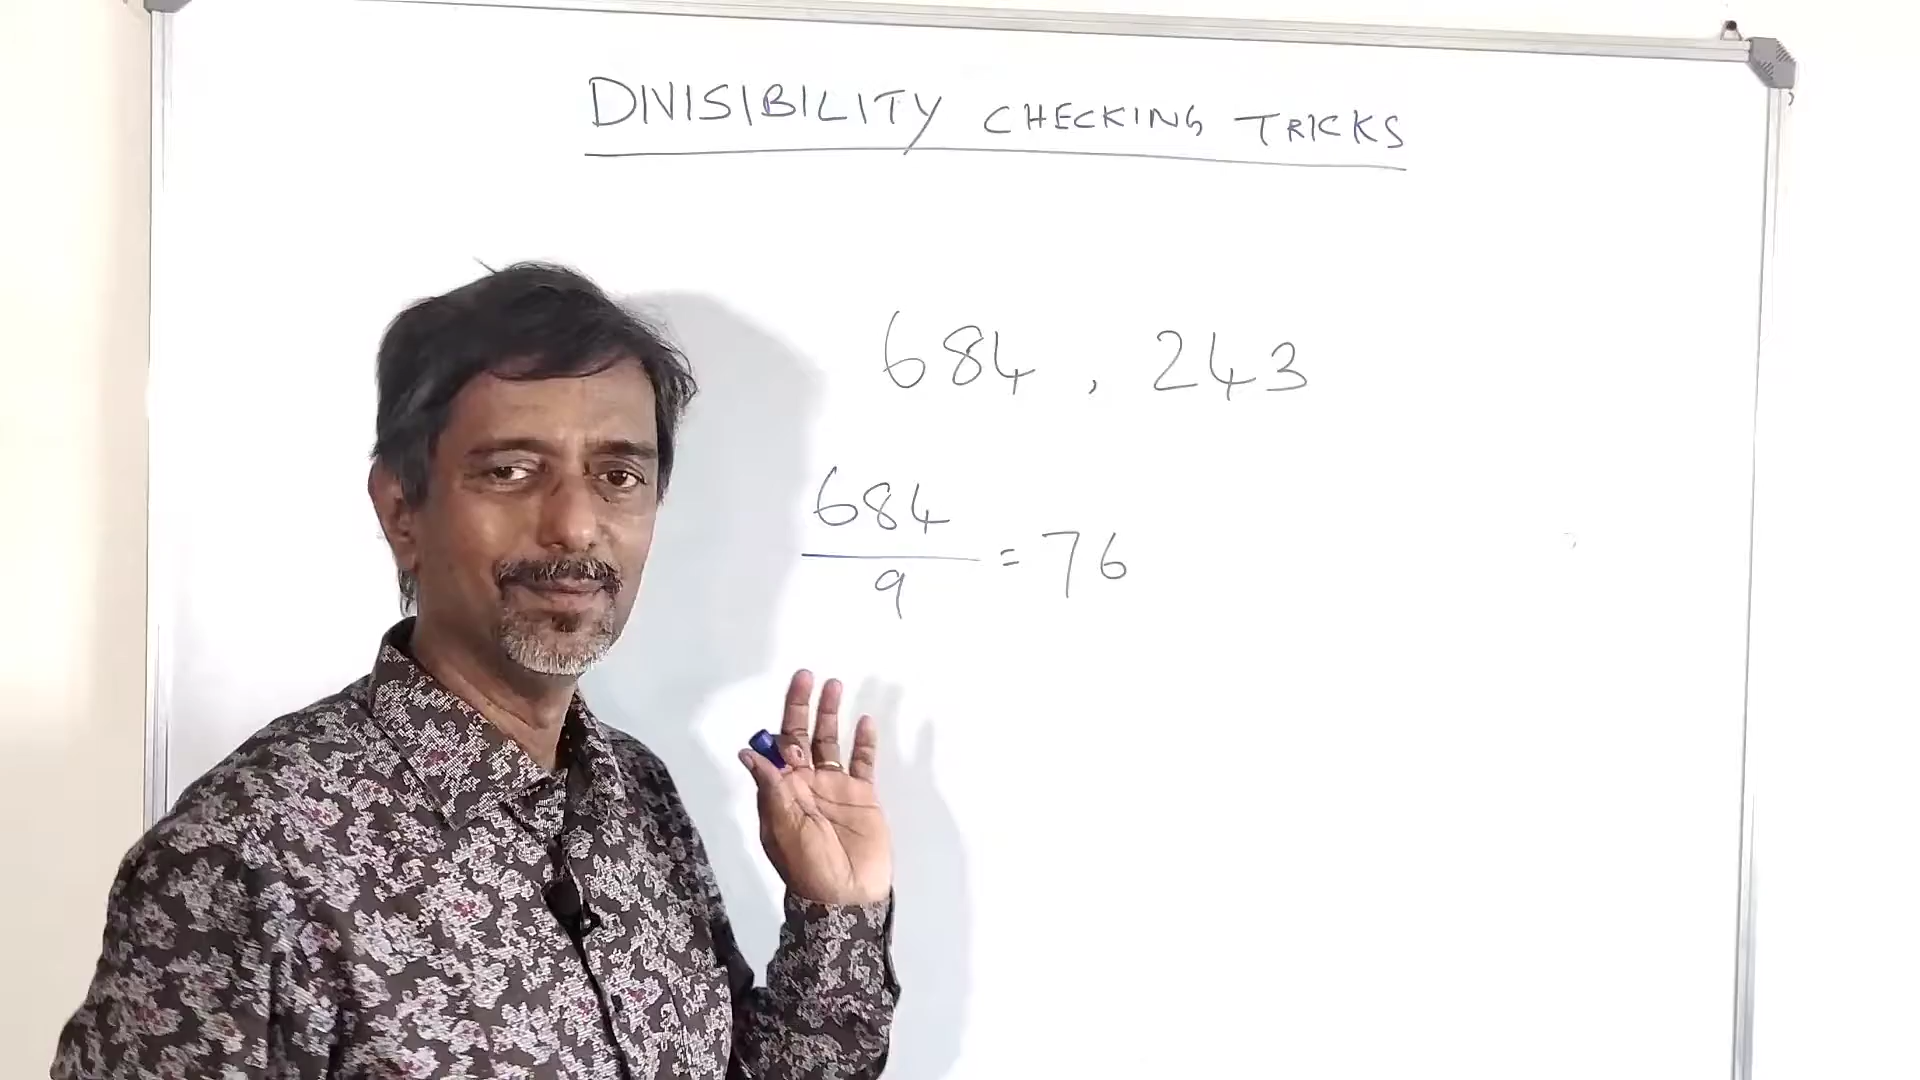 DIVISIBILITY CHECKING TRICKS
684 , 243
684
9
= 76